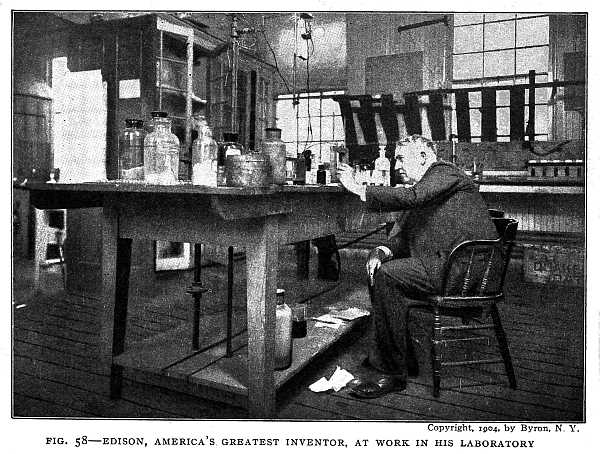 Copyright, 1904, by Byron, N. Y.
FIG. 58—EDISON, AMERICA'S GREATEST INVENTOR, AT WORK IN HIS LABORATORY